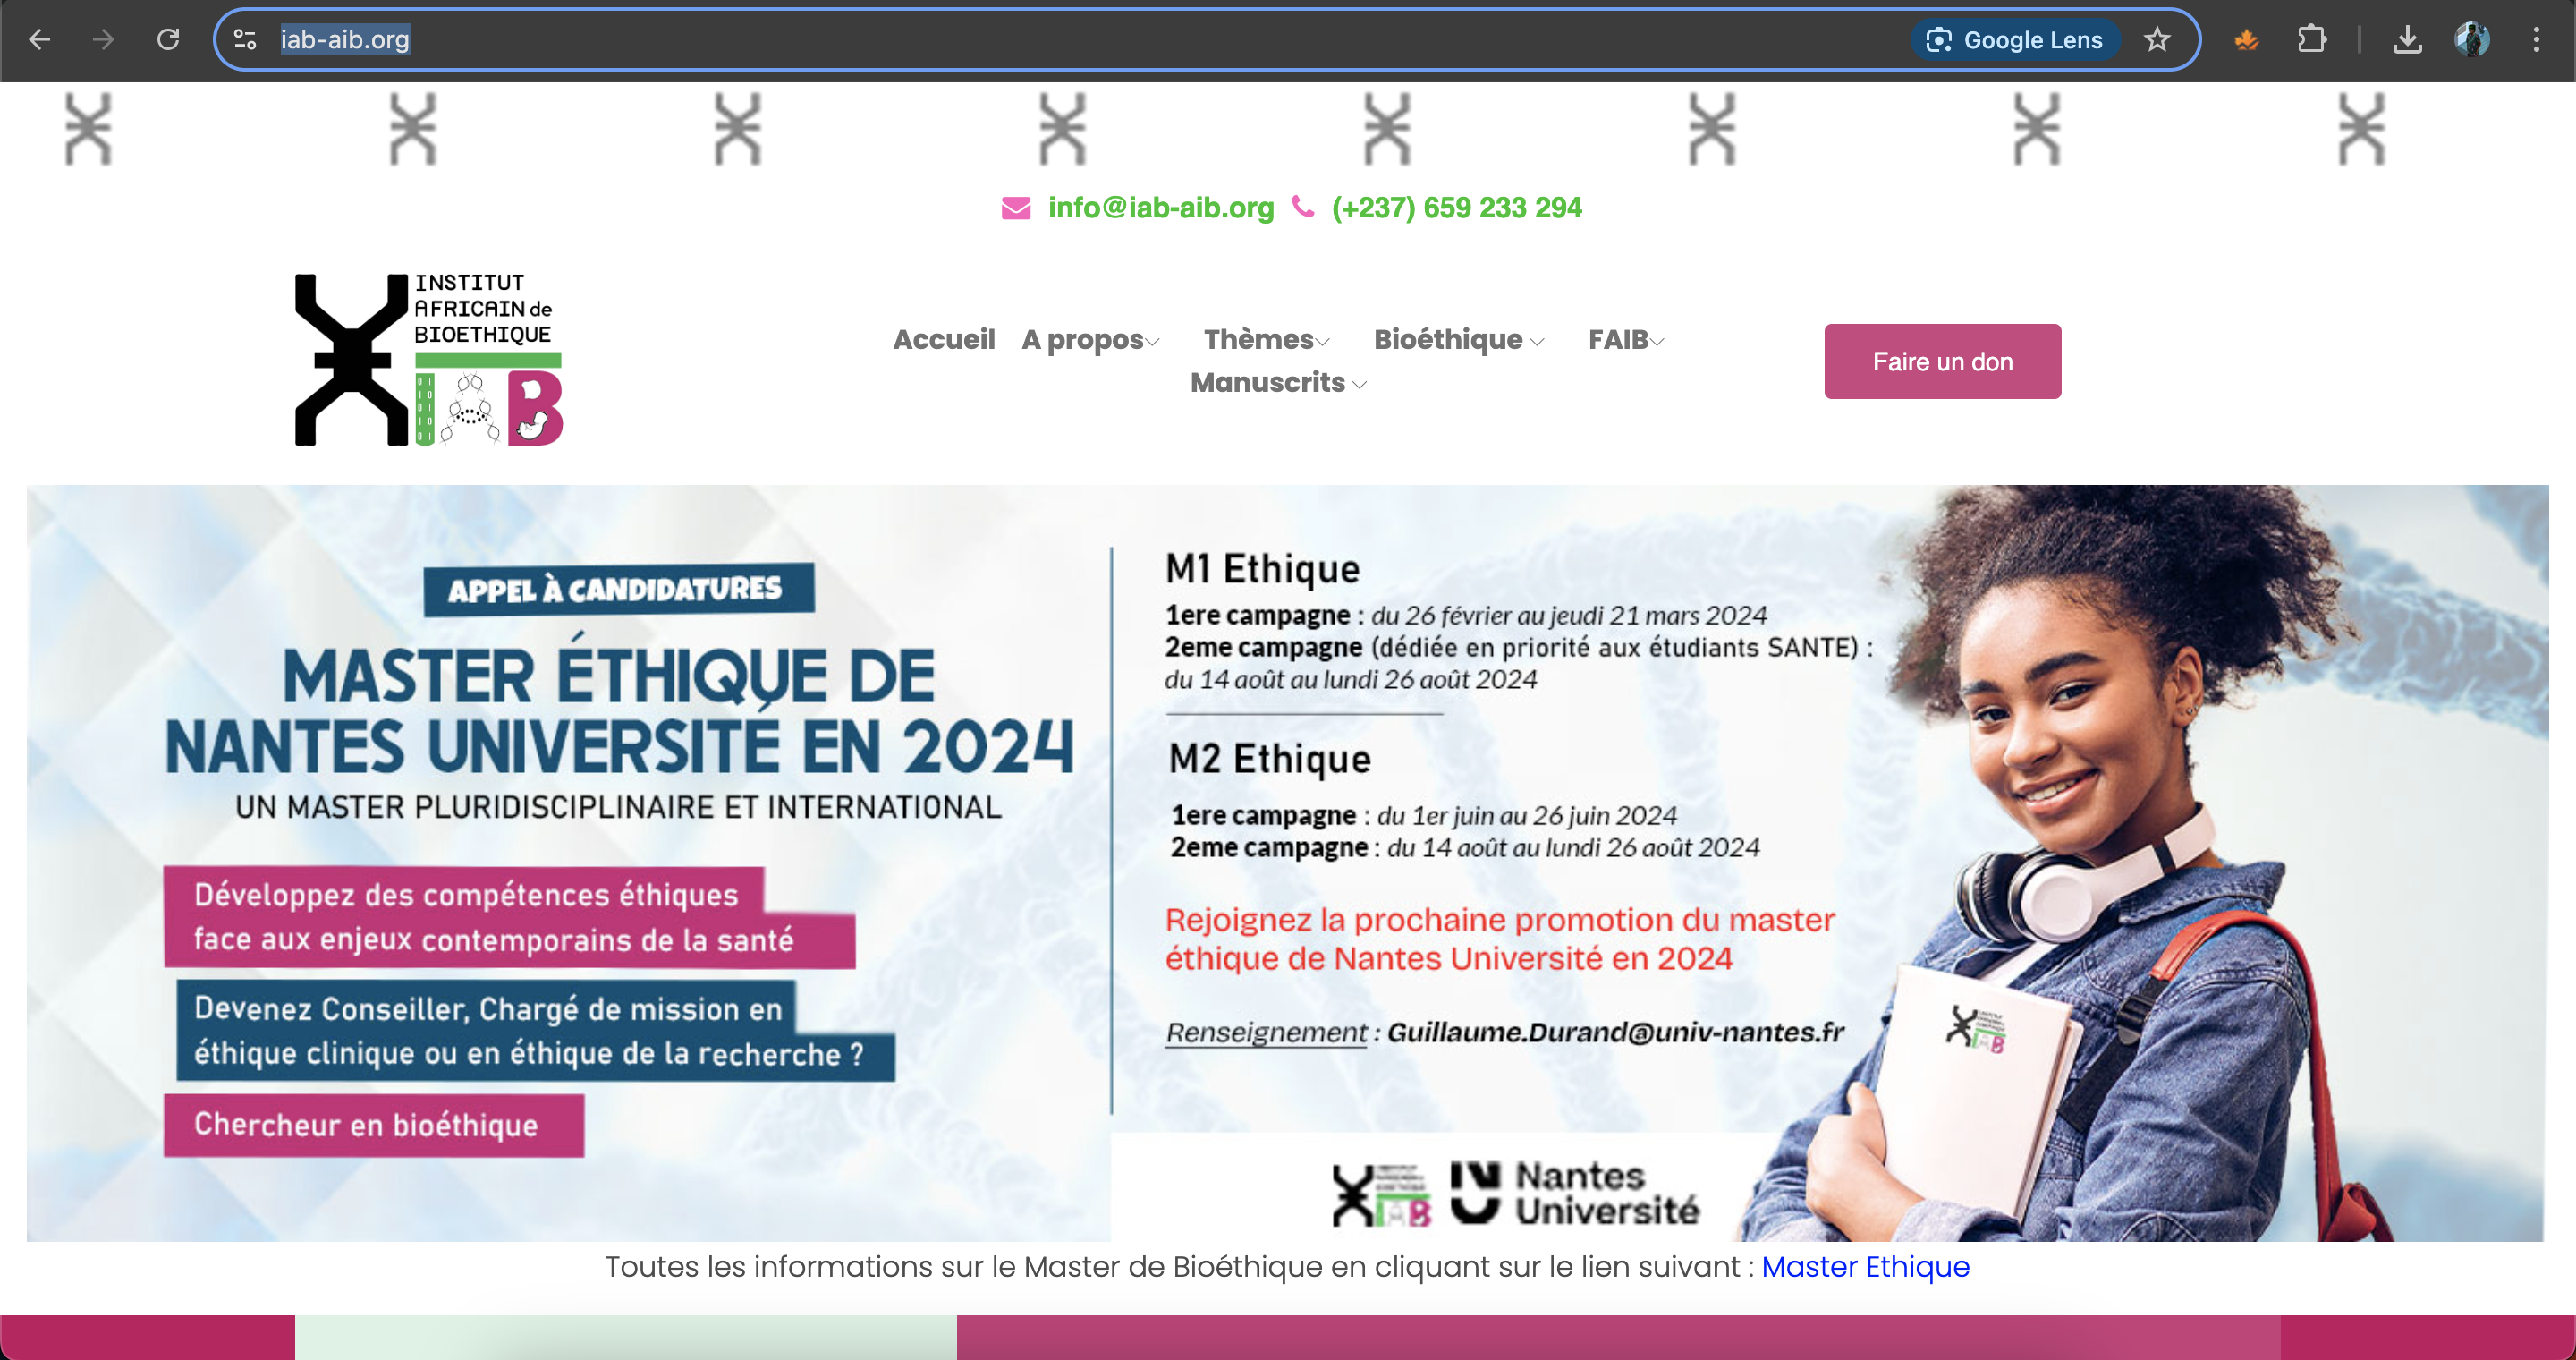 iab-aib.org
Google Lens
info@iab-aib.org (+237) 659 233 294
INSTITUT
AFRICAIN de
BIOETHIQUE
IAB
Accueil A propos Thèmes Bioéthique FAIB
Manuscrits
Faire un don
APPEL À CANDIDATURES
MASTER ÉTHIQUE DE
NANTES UNIVERSITÉ EN 2024
UN MASTER PLURIDISCIPLINAIRE ET INTERNATIONAL
Développez des compétences éthiques
face aux enjeux contemporains de la santé
Devenez Conseiller, Chargé de mission en
éthique clinique ou en éthique de la recherche ?
Chercheur en bioéthique
M1 Ethique
1ere campagne : du 26 février au jeudi 21 mars 2024
2eme campagne (dédiée en priorité aux étudiants SANTE) :
du 14 août au lundi 26 août 2024
M2 Ethique
1ere campagne : du 1er juin au 26 juin 2024
2eme campagne : du 14 août au lundi 26 août 2024
Rejoignez la prochaine promotion du master
éthique de Nantes Université en 2024
Renseignement : Guillaume.Durand@univ-nantes.fr
IAB
Nantes
Université
Toutes les informations sur le Master de Bioéthique en cliquant sur le lien suivant : Master Ethique